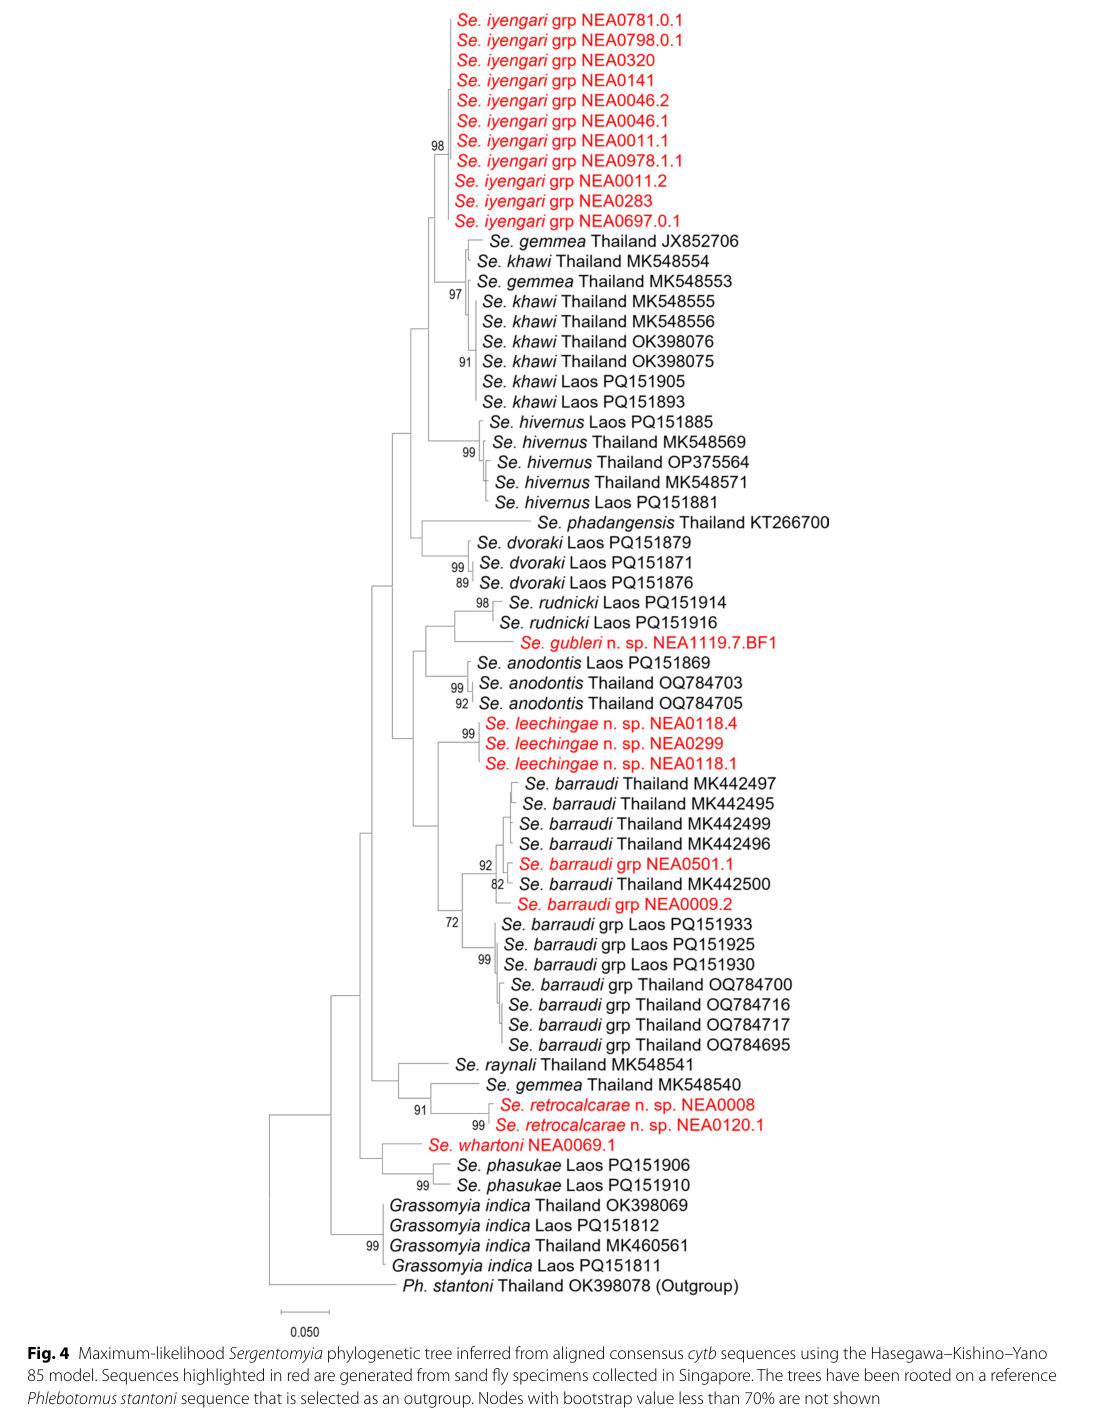 Se. iyengari grp NEA0781.0.1
Se. iyengari grp NEA0798.0.1
Se. iyengari grp NEA0320
Se. iyengari grp NEA0141
Se. iyengari grp NEA0046.2
Se. iyengari grp NEA0046.1
Se. iyengari grp NEA0011.1
98
Se. iyengari grp NEA0978.1.1
Se. iyengari grp NEA0011.2
Se. iyengari grp NEA0283
Se. iyengari grp NEA0697.0.1
Se. gemmea Thailand JX852706
Se. khawi Thailand MK548554
Se. gemmea Thailand MK548553
97
Se. khawi Thailand MK548555
Se. khawi Thailand MK548556
Se. khawi Thailand OK398076
Se. khawi Thailand OK398075
91
Se. khawi Laos PQ151905
Se. khawi Laos PQ151893
Se. hivernus Laos PQ151885
Se. hivernus Thailand MK548569
99
Se. hivernus Thailand OP375564
Se. hivernus Thailand MK548571
Se. hivernus Laos PQ151881
Se. phadangensis Thailand KT266700
Se. dvoraki Laos PQ151879
Se. dvoraki Laos PQ151871
99
Se. dvoraki Laos PQ151876
89
98
Se. rudnicki Laos PQ151914
Se. rudnicki Laos PQ151916
Se. gubleri n. sp. NEA1119.7.BF1
Se. anodontis Laos PQ151869
Se. anodontis Thailand OQ784703
99
Se. anodontis Thailand OQ784705
92
Se. leechingae n. sp. NEA0118.4
99
Se. leechingae n. sp. NEA0299
Se. leechingae n. sp. NEA0118.1
Se. barraudi Thailand MK442497
Se. barraudi Thailand MK442495
Se. barraudi Thailand MK442499
Se. barraudi Thailand MK442496
92
Se. barraudi grp NEA0501.1
82
Se. barraudi Thailand MK442500
Se. barraudi grp NEA0009.2
72
Se. barraudi grp Laos PQ151933
Se. barraudi grp Laos PQ151925
99
Se. barraudi grp Laos PQ151930
Se. barraudi grp Thailand OQ784700
Se. barraudi grp Thailand OQ784716
Se. barraudi grp Thailand OQ784717
Se. barraudi grp Thailand OQ784695
Se. raynali Thailand MK548541
Se. gemmea Thailand MK548540
91
Se. retrocalcarae n. sp. NEA0008
99
Se. retrocalcarae n. sp. NEA0120.1
Se. whartoni NEA0069.1
Se. phasukae Laos PQ151906
99
Se. phasukae Laos PQ151910
Grassomyia indica Thailand OK398069
Grassomyia indica Laos PQ151812
99
Grassomyia indica Thailand MK460561
Grassomyia indica Laos PQ151811
Ph. stantoni Thailand OK398078 (Outgroup)
0.050
Fig. 4 Maximum-likelihood Sergentomyia phylogenetic tree inferred from aligned consensus cytb sequences using the Hasegawa–Kishino–Yano
85 model. Sequences highlighted in red are generated from sand fly specimens collected in Singapore. The trees have been rooted on a reference
Phlebotomus stantoni sequence that is selected as an outgroup. Nodes with bootstrap value less than 70% are not shown